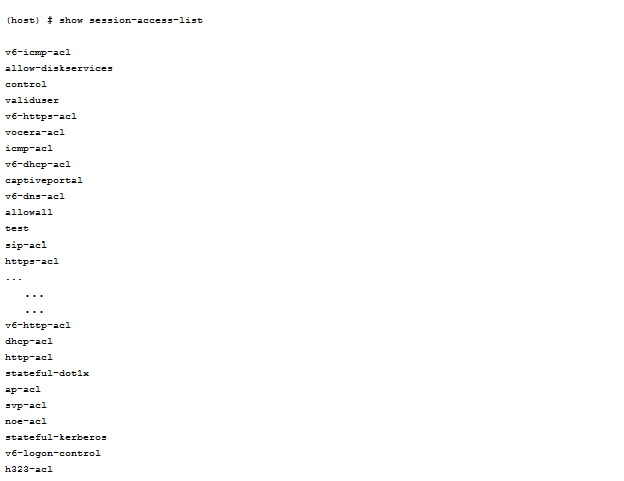 (host) # show session-access-list
v6-icmp-acl
allow-diskservices
control
validuser
v6-https-acl
vocera-acl
icmp-acl
v6-dhcp-acl
captiveportal
v6-dns-acl
allowall
test
sip-acl
https-acl
...
...
...
v6-http-acl
dhcp-acl
http-acl
stateful-dot1x
ap-acl
svp-acl
noe-acl
stateful-kerberos
v6-logon-control
h323-acl